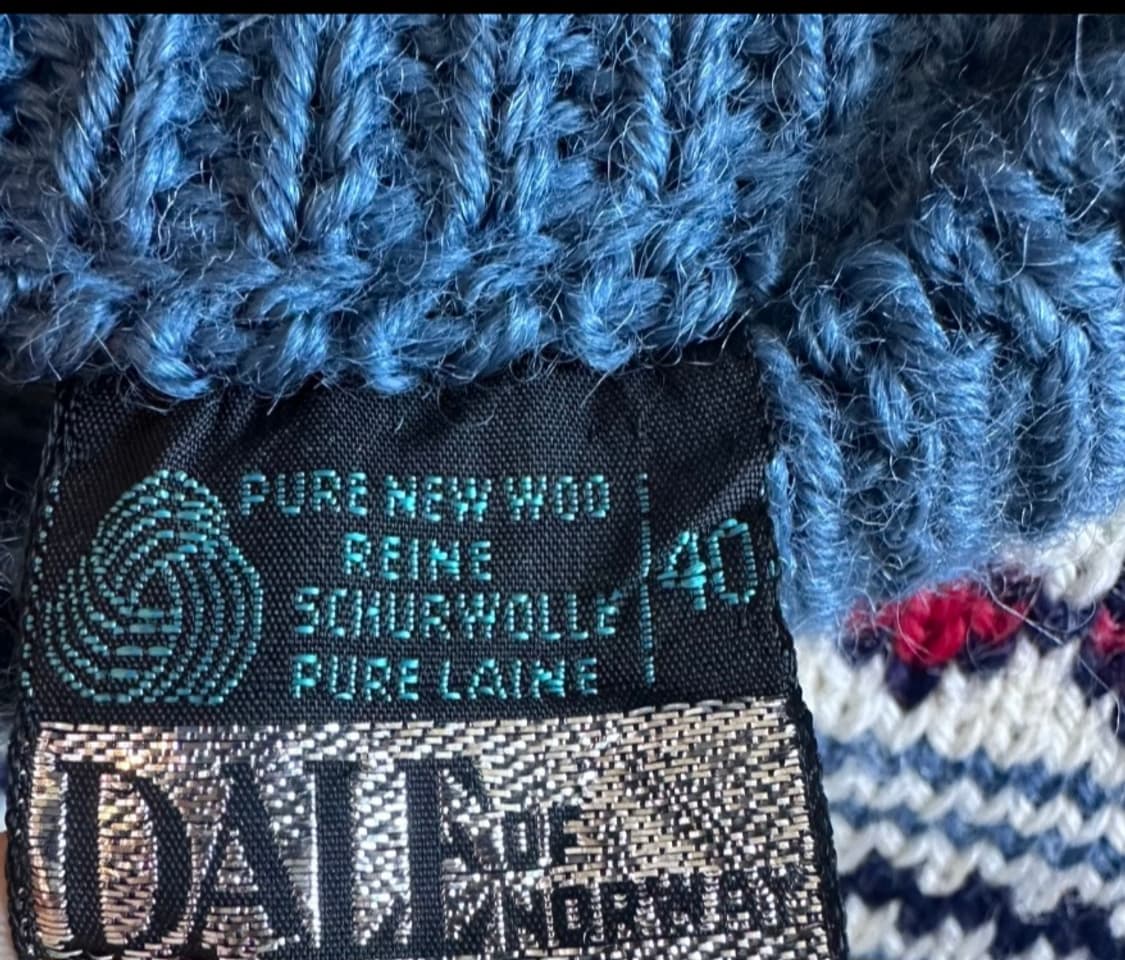 PURE NEW WOO
REINE
SCHURWOLLE
PURE LAINE
40
DALE OF
NORWAY